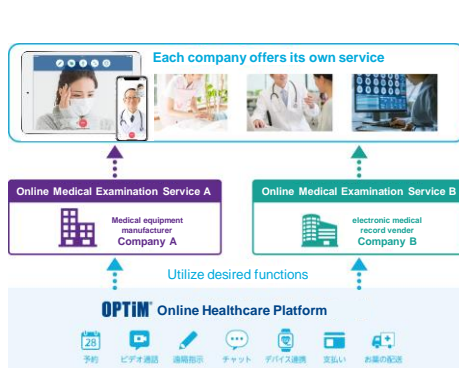 Each company offers its own service
Online Medical Examination Service A
Online Medical Examination Service B
Medical equipment
manufacturer
Company A
electronic medical
record vender
Company B
Utilize desired functions
OPTiM Online Healthcare Platform
28
予約
ビデオ通話
遠隔指示
チャット
デバイス連携
支払い
お薬の配送